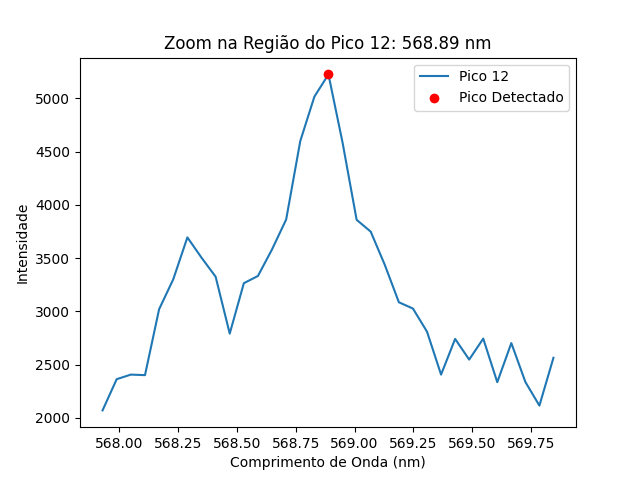 Zoom na Região do Pico 12: 568.89 nm
Pico 12
Pico Detectado
Intensidade
5000
4500
4000
3500
3000
2500
2000
568.00 568.25 568.50 568.75 569.00 569.25 569.50 569.75
Comprimento de Onda (nm)